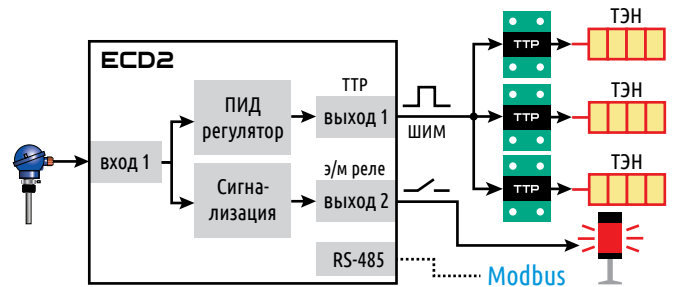 ECD2
вход 1
ПИД
регулятор
Сигна-
лизация
ТТР
выход 1
э/м реле
выход 2
RS-485
ШИМ
Modbus
ТТР
ТЭН
ТТР
ТЭН
ТТР
ТЭН